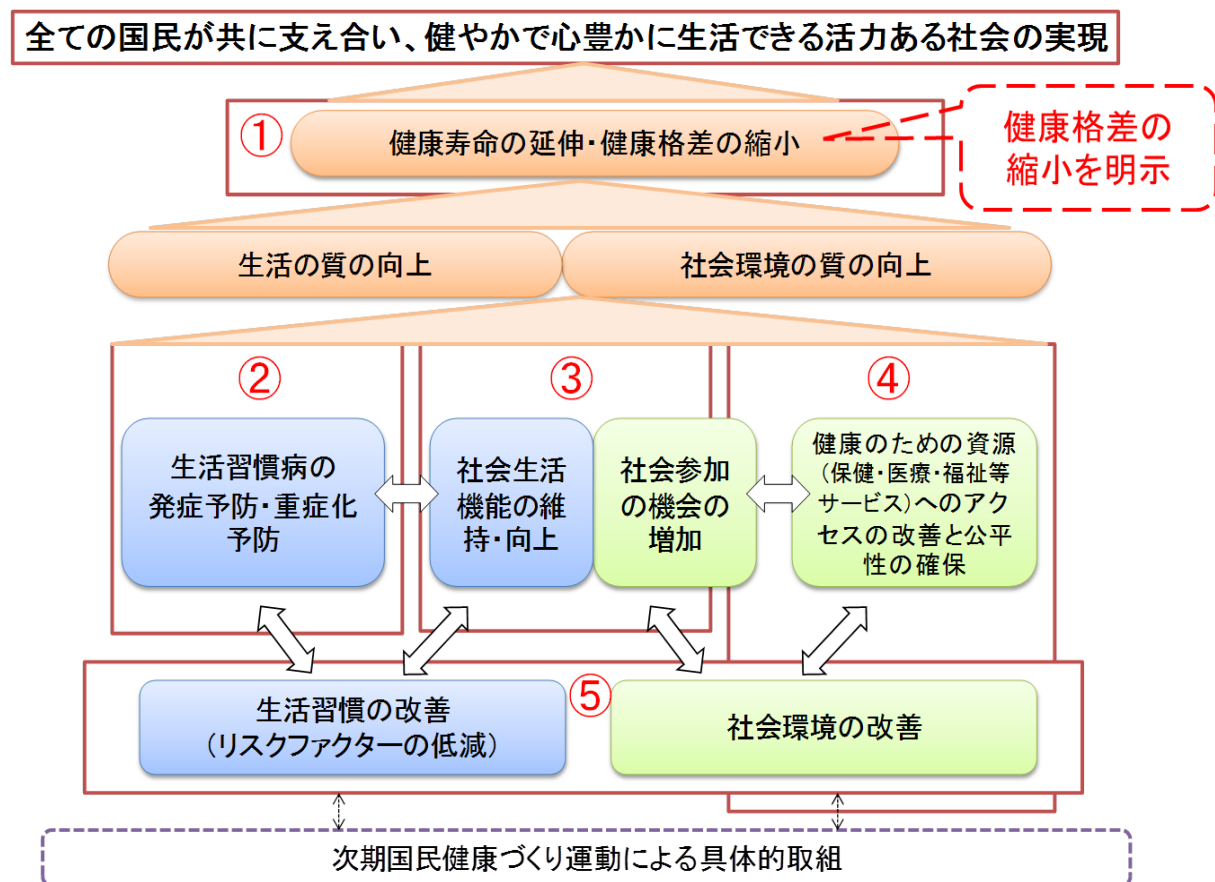 全ての国民が共に支え合い、健やかで心豊かに生活できる活力ある社会の実現
①
健康寿命の延伸・健康格差の縮小
健康格差の
縮小を明示
生活の質の向上
社会環境の質の向上
②
生活習慣病の
発症予防・重症化
予防
③
社会生活
機能の維
持・向上
社会参加
の機会の
増加
④
健康のための資源
（保健・医療・福祉等
サービス）へのアク
セスの改善と公平
性の確保
⑤
生活習慣の改善
（リスクファクターの低減）
社会環境の改善
次期国民健康づくり運動による具体的取組